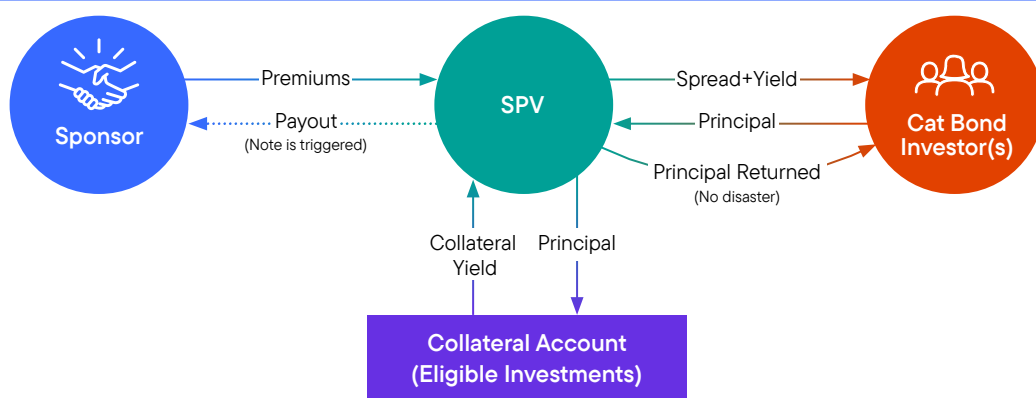 Premiums
Spread+Yield
Sponsor
Payout
(Note is triggered)
SPV
Principal
Cat Bond
Investor(s)
Principal Returned
(No disaster)
Collateral
Yield
Principal
Collateral Account
(Eligible Investments)